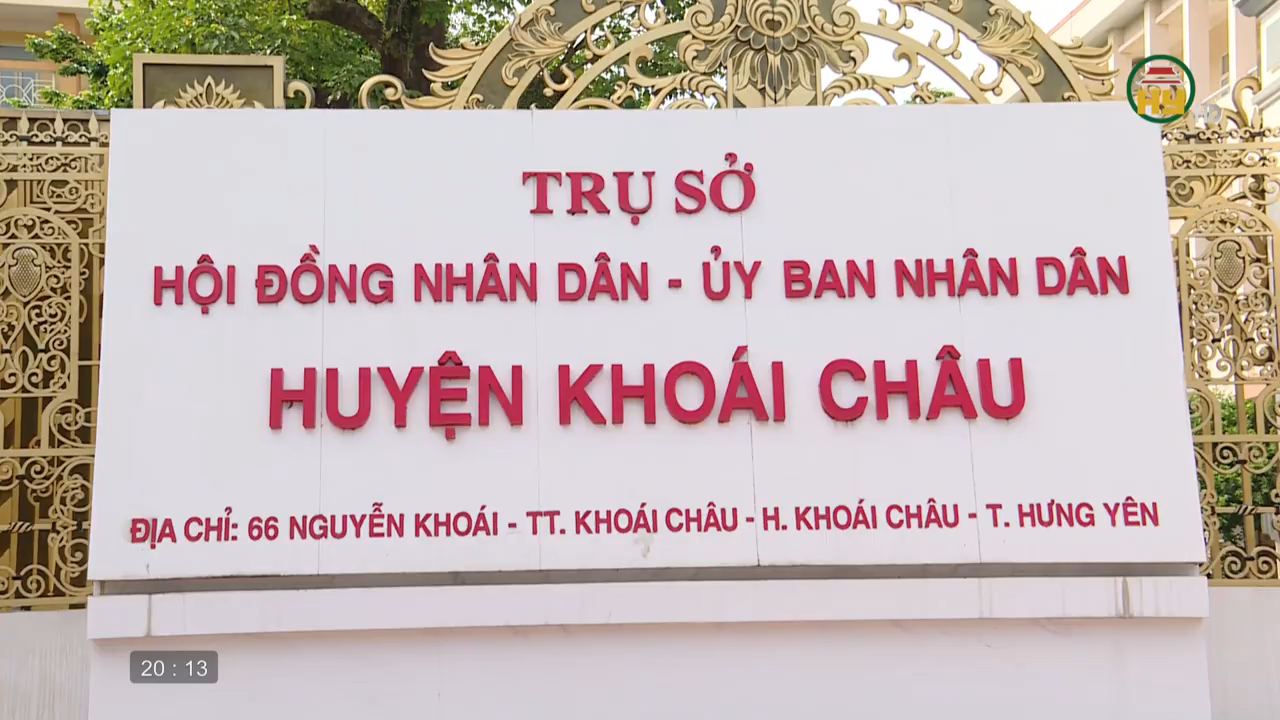 HY
TRỤ SỞ
HỘI ĐỒNG NHÂN DÂN - ỦY BAN NHÂN DÂN
HUYỆN KHOÁI CHÂU
ĐỊA CHỈ: 66 NGUYỄN KHOÁI - TT. KHOÁI CHÂU - H. KHOÁI CHÂU - T. HƯNG YÊN
20 : 13